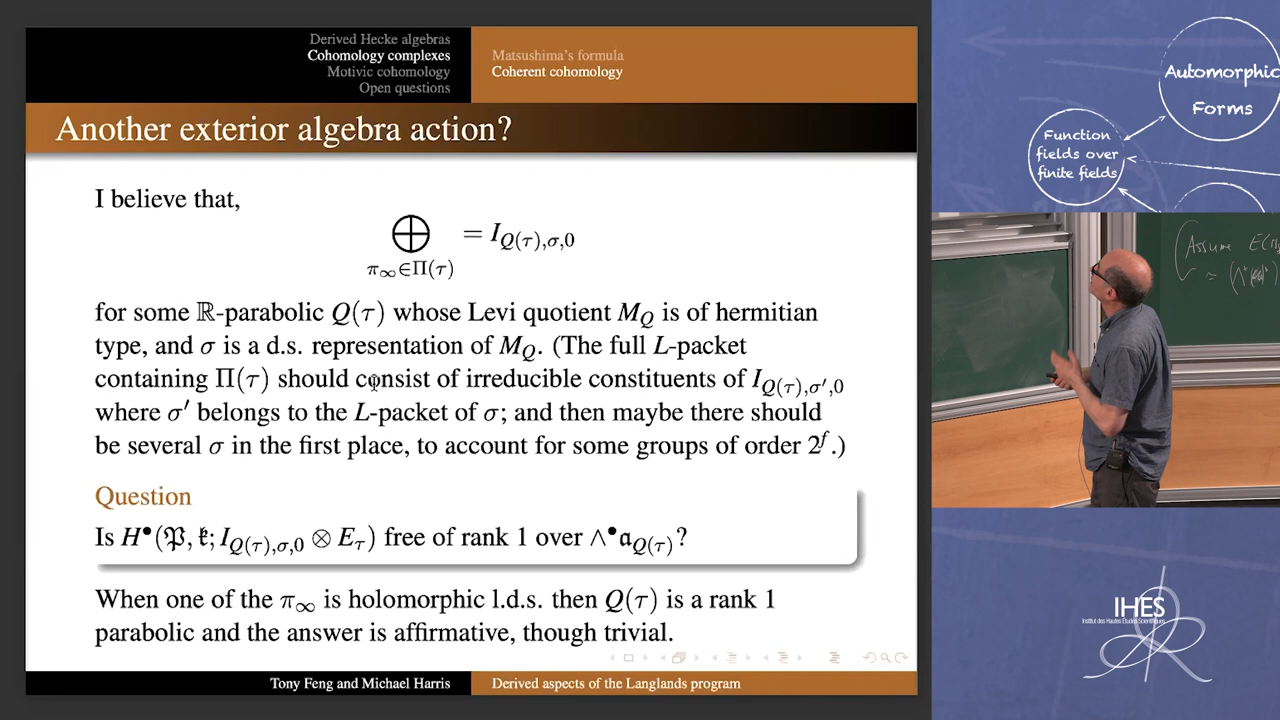 Derived Hecke algebras
Cohomology complexes
Motivic cohomology
Open questions
Matsushima's formula
Coherent cohomology
Another exterior algebra action?
I believe that,
⊕ = I_{Q(τ),σ,0}
π_∞∈Π(τ)
for some ℝ-parabolic Q(τ) whose Levi quotient M_Q is of hermitian
type, and σ is a d.s. representation of M_Q. (The full L-packet
containing Π(τ) should consist of irreducible constituents of I_{Q(τ),σ′,0}
where σ′ belongs to the L-packet of σ; and then maybe there should
be several σ in the first place, to account for some groups of order 2^f.)
Question
Is H^•(𝔓, 𝔨; I_{Q(τ),σ,0} ⊗ E_τ) free of rank 1 over ∧^•𝔞_{Q(τ)}?
When one of the π_∞ is holomorphic l.d.s. then Q(τ) is a rank 1
parabolic and the answer is affirmative, though trivial.
Tony Feng and Michael Harris
Derived aspects of the Langlands program
Automorphic
Forms
Function
fields over
finite fields
Assume
IHES
Institut des Hautes Études Scientifiques